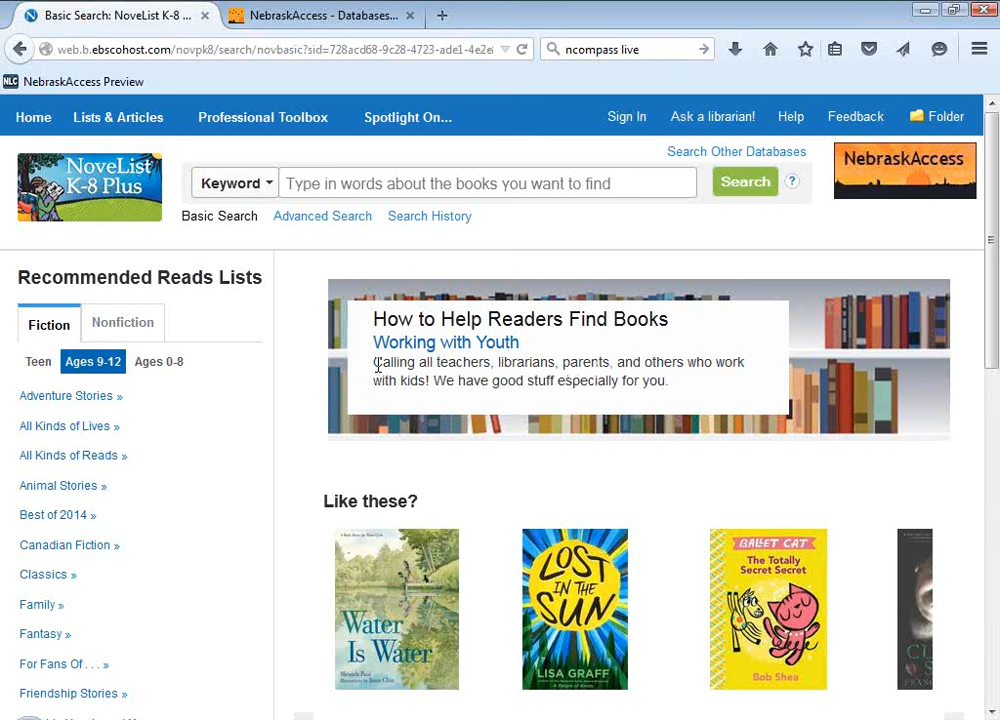 Basic Search: NoveList K-8 ...
NebraskAccess - Databases...
web.b.ebscohost.com/novpk8/search/novbasic?sid=728acd68-9c28-4723-ade1-4e2e
ncompass live
NLC NebraskAccess Preview
Home Lists & Articles Professional Toolbox Spotlight On... Sign In Ask a librarian! Help Feedback Folder
Search Other Databases
NoveList
K-8 Plus
Keyword Type in words about the books you want to find Search ?
NebraskAccess
Basic Search Advanced Search Search History
Recommended Reads Lists
Fiction Nonfiction
Teen Ages 9-12 Ages 0-8
Adventure Stories »
All Kinds of Lives »
All Kinds of Reads »
Animal Stories »
Best of 2014 »
Canadian Fiction »
Classics »
Family »
Fantasy »
For Fans Of . . . »
Friendship Stories »
How to Help Readers Find Books
Working with Youth
Calling all teachers, librarians, parents, and others who work
with kids! We have good stuff especially for you.
Like these?
Water
Is Water
Miranda Paul
LOST
IN THE
SUN
LISA GRAFF
BALLET CAT
The Totally
Secret Secret
Bob Shea